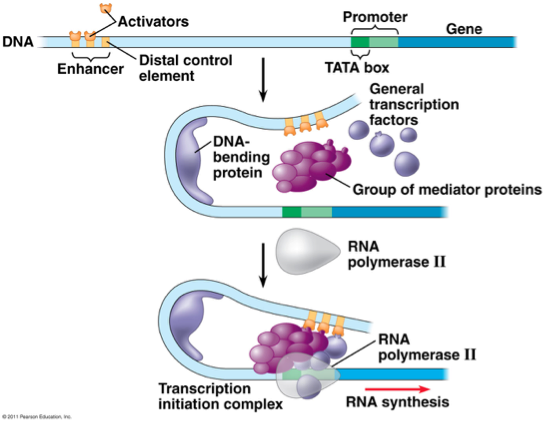 Activators
Promoter
Gene
DNA
Enhancer
Distal control
element
TATA box
General
transcription
factors
DNA-
bending
protein
Group of mediator proteins
RNA
polymerase II
RNA
polymerase II
Transcription
initiation complex
RNA synthesis
© 2011 Pearson Education, Inc.